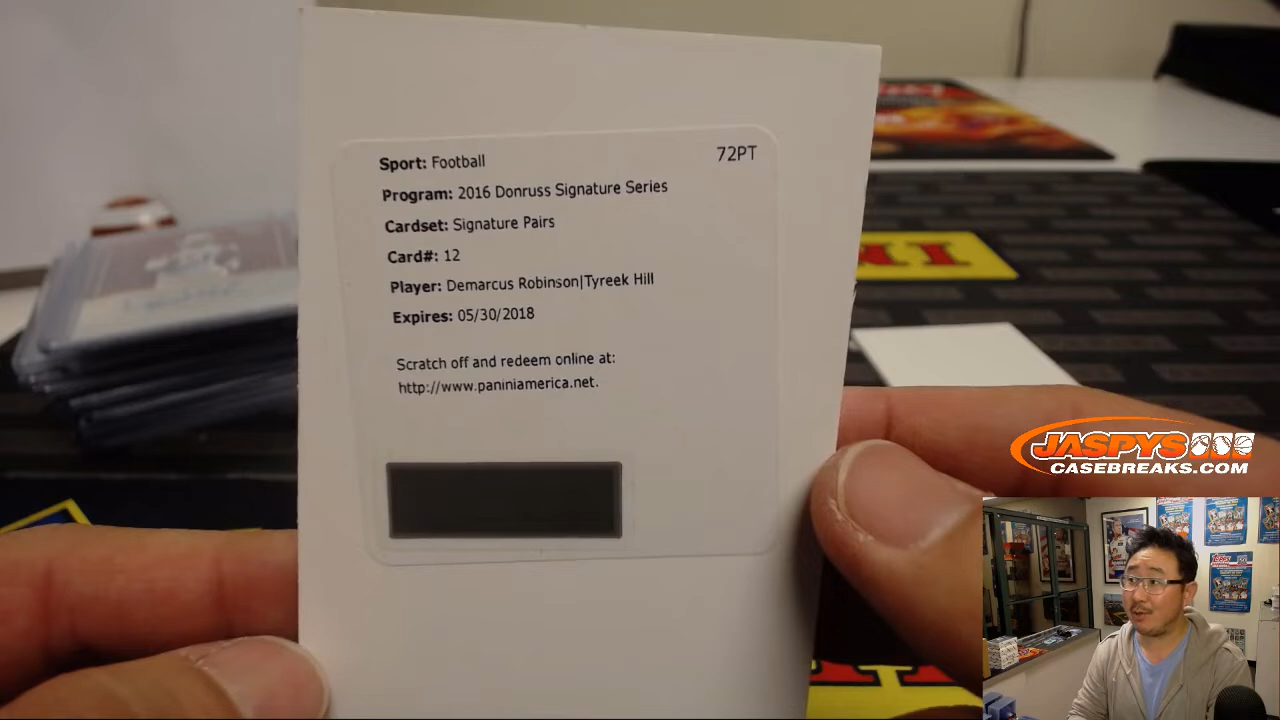 Sport: Football
72PT
Program: 2016 Donruss Signature Series
Cardset: Signature Pairs
Card#: 12
Player: Demarcus Robinson|Tyreek Hill
Expires: 05/30/2018
Scratch off and redeem online at:
http://www.paniniamerica.net.
JASPYS
CASEBREAKS.COM